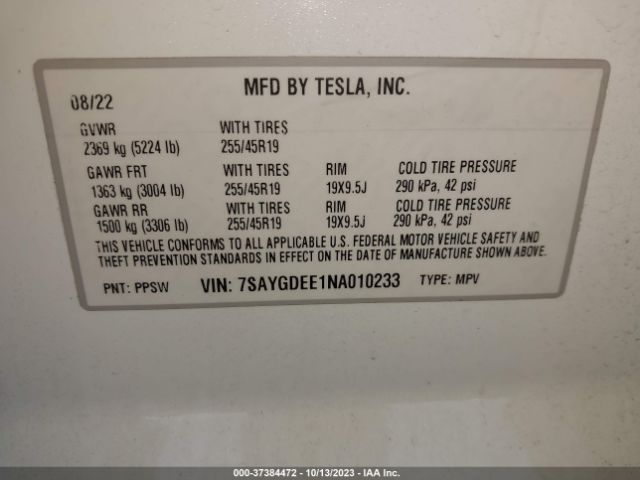 MFD BY TESLA, INC.
08/22
GVWR WITH TIRES
2369 kg (5224 lb) 255/45R19
GAWR FRT WITH TIRES RIM COLD TIRE PRESSURE
1363 kg (3004 lb) 255/45R19 19X9.5J 290 kPa, 42 psi
GAWR RR WITH TIRES RIM COLD TIRE PRESSURE
1500 kg (3306 lb) 255/45R19 19X9.5J 290 kPa, 42 psi
THIS VEHICLE CONFORMS TO ALL APPLICABLE U.S. FEDERAL MOTOR VEHICLE SAFETY AND
THEFT PREVENTION STANDARDS IN EFFECT ON THE DATE OF MANUFACTURE SHOWN ABOVE.
PNT: PPSW VIN: 7SAYGDEE1NA010233 TYPE: MPV
000-37384472 - 10/13/2023 - IAA Inc.